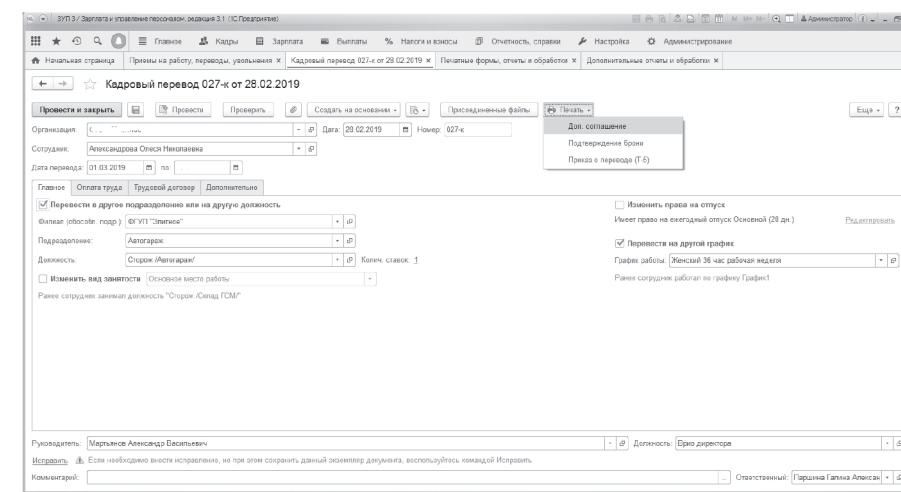 ЗУП 3 / Зарплата и управление персоналом, редакция 3.1 (1С:Предприятие)
M M+ M- Администратор
Главное Кадры Зарплата Выплаты % Налоги и взносы Отчетность, справки Настройка Администрирование
Начальная страница Приемы на работу, переводы, увольнения × Кадровый перевод 027-к от 28.02.2019 × Печатные формы, отчеты и обработки × Дополнительные отчеты и обработки ×
Кадровый перевод 027-к от 28.02.2019
Провести и закрыть Провести Проверить Создать на основании Присоединенные файлы Печать Еще ?
Доп. соглашение
Подтверждение брони
Приказ о переводе (Т-5)
Организация: Дата: 28.02.2019 Номер: 027-к
Сотрудник: Александрова Олеся Николаевна
Дата перевода: 01.03.2019 по:
Главное Оплата труда Трудовой договор Дополнительно
Перевести в другое подразделение или на другую должность
Филиал (обособл. подр.): ФГУП "Элитное"
Подразделение: Автогараж
Должность: Сторож /Автогараж/ Колич. ставок: 1
Изменить вид занятости Основное место работы
Ранее сотрудник занимал должность "Сторож /Склад ГСМ/"
Изменить права на отпуск
Имеет право на ежегодный отпуск Основной (28 дн.) Редактировать
Перевести на другой график
График работы: Женский 36 час рабочая неделя
Ранее сотрудник работал по графику График1
Руководитель: Мартьянов Александр Васильевич Должность: Врио директора
Исправить Если необходимо внести исправление, но при этом сохранить данный экземпляр документа, воспользуйтесь командой Исправить
Комментарий: Ответственный: Паршина Галина Алексан